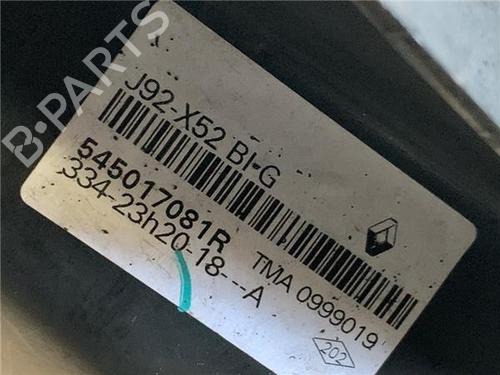 B-PARTS
J92-X52 BI-G
545017081R
TMA 0999019
334-23h20-18---A
202